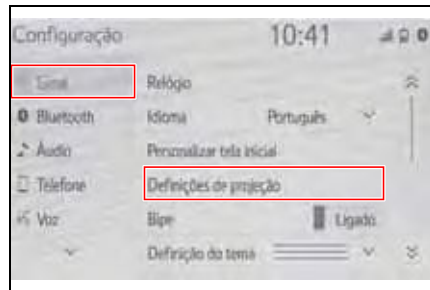 Configuração 10:41
Geral Relógio
Bluetooth Idioma Português
Áudio Personalizar tela inicial
Telefone Definições de projeção
Voz Bipe Ligado
Definição do tema